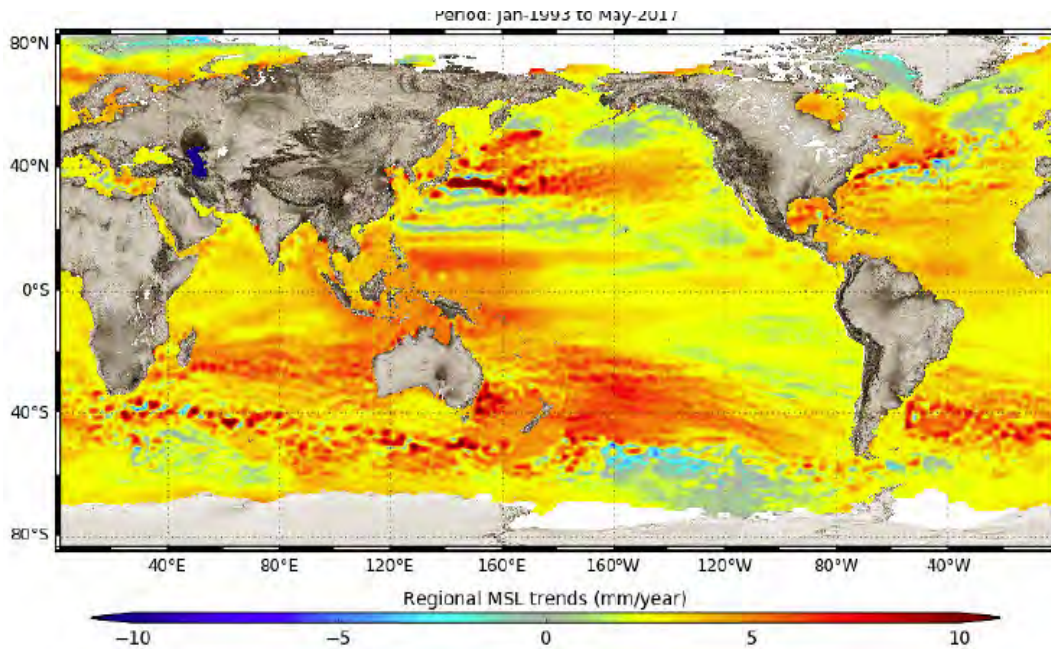 Period: Jan-1993 to May-2017
80°N
40°N
0°S
40°S
80°S
40°E 80°E 120°E 160°E 160°W 120°W 80°W 40°W
Regional MSL trends (mm/year)
−10 −5 0 5 10